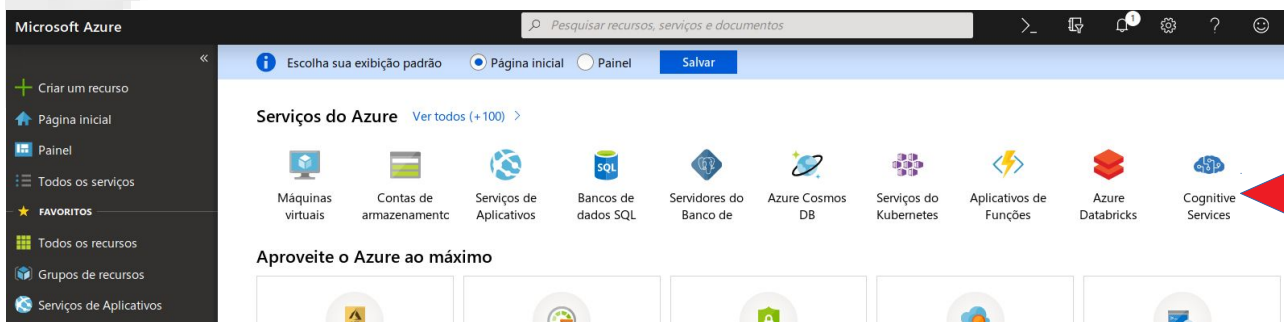 Microsoft Azure
Pesquisar recursos, serviços e documentos
1
«
Escolha sua exibição padrão Página inicial Painel Salvar
Criar um recurso
Página inicial
Painel
Todos os serviços
FAVORITOS
Todos os recursos
Grupos de recursos
Serviços de Aplicativos
Serviços do Azure Ver todos (+100) >
Máquinas
virtuais
Contas de
armazenamentc
Serviços de
Aplicativos
SQL
Bancos de
dados SQL
Servidores do
Banco de
Azure Cosmos
DB
Serviços do
Kubernetes
Aplicativos de
Funções
Azure
Databricks
Cognitive
Services
Aproveite o Azure ao máximo